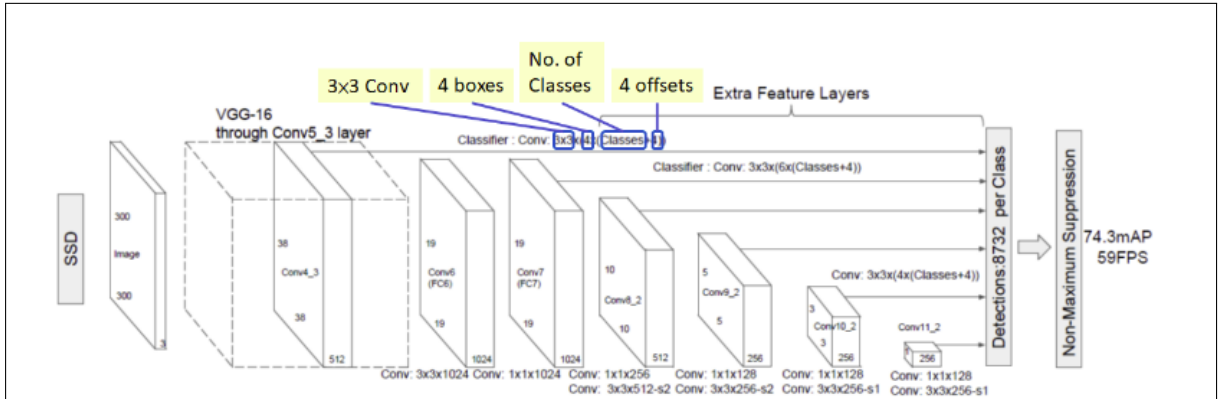 No. of
Classes
3x3 Conv
4 boxes
4 offsets
Extra Feature Layers
VGG-16
through Conv5_3 layer
Classifier : Conv: 3x3x(4x(Classes+4))
Classifier : Conv: 3x3x(6x(Classes+4))
SSD
300
Image
300
3
38
Conv4_3
38
512
19
Conv6
(FC6)
19
1024
19
Conv7
(FC7)
19
1024
10
Conv8_2
10
512
5
Conv9_2
5
256
Conv: 3x3x(4x(Classes+4))
3
Conv10_2
3
256
Conv11_2
256
Detections:8732 per Class
Non-Maximum Suppression
74.3mAP
59FPS
Conv: 3x3x1024
Conv: 1x1x1024
Conv: 1x1x256
Conv: 3x3x512-s2
Conv: 1x1x128
Conv: 3x3x256-s2
Conv: 1x1x128
Conv: 3x3x256-s1
Conv: 1x1x128
Conv: 3x3x256-s1